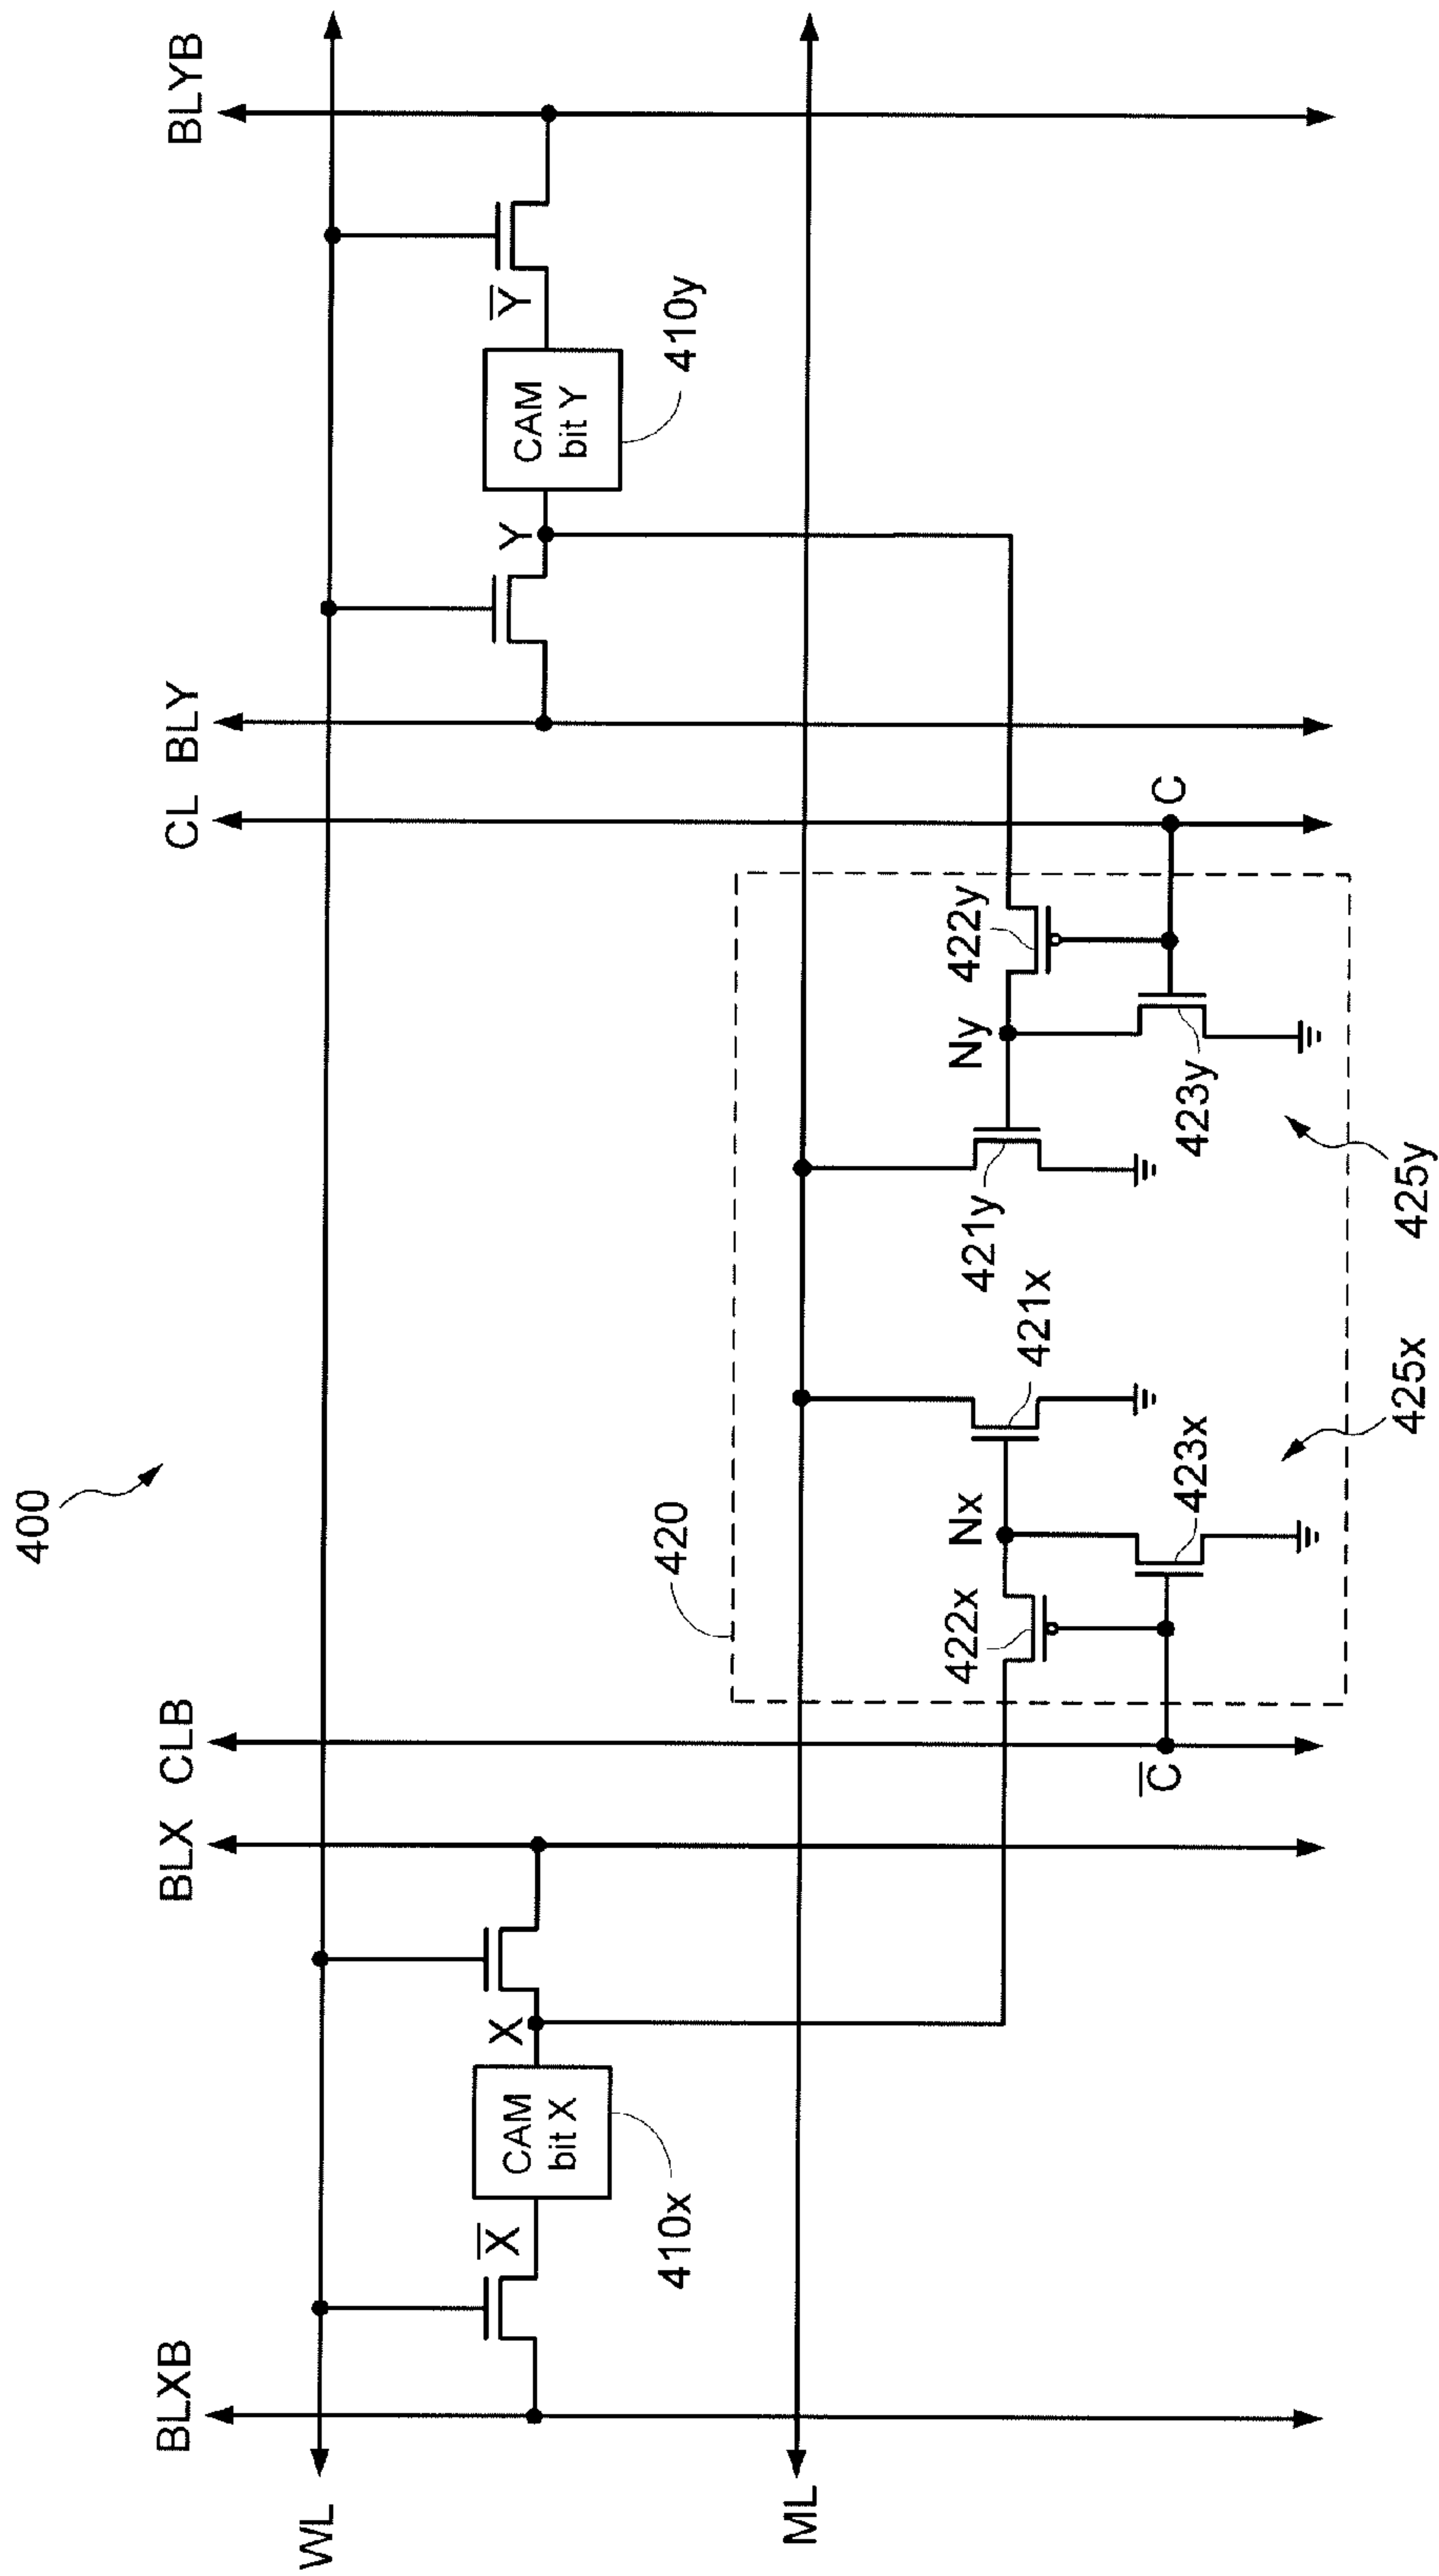 400
BLXB
BLX
CLB
CL
BLY
BLYB
WL
X̅
CAM
bit X
X
410x
Y
CAM
bit Y
Y̅
410y
ML
420
422x
Nx
421x
421y
Ny
422y
C̅
423x
423y
C
425x
425y